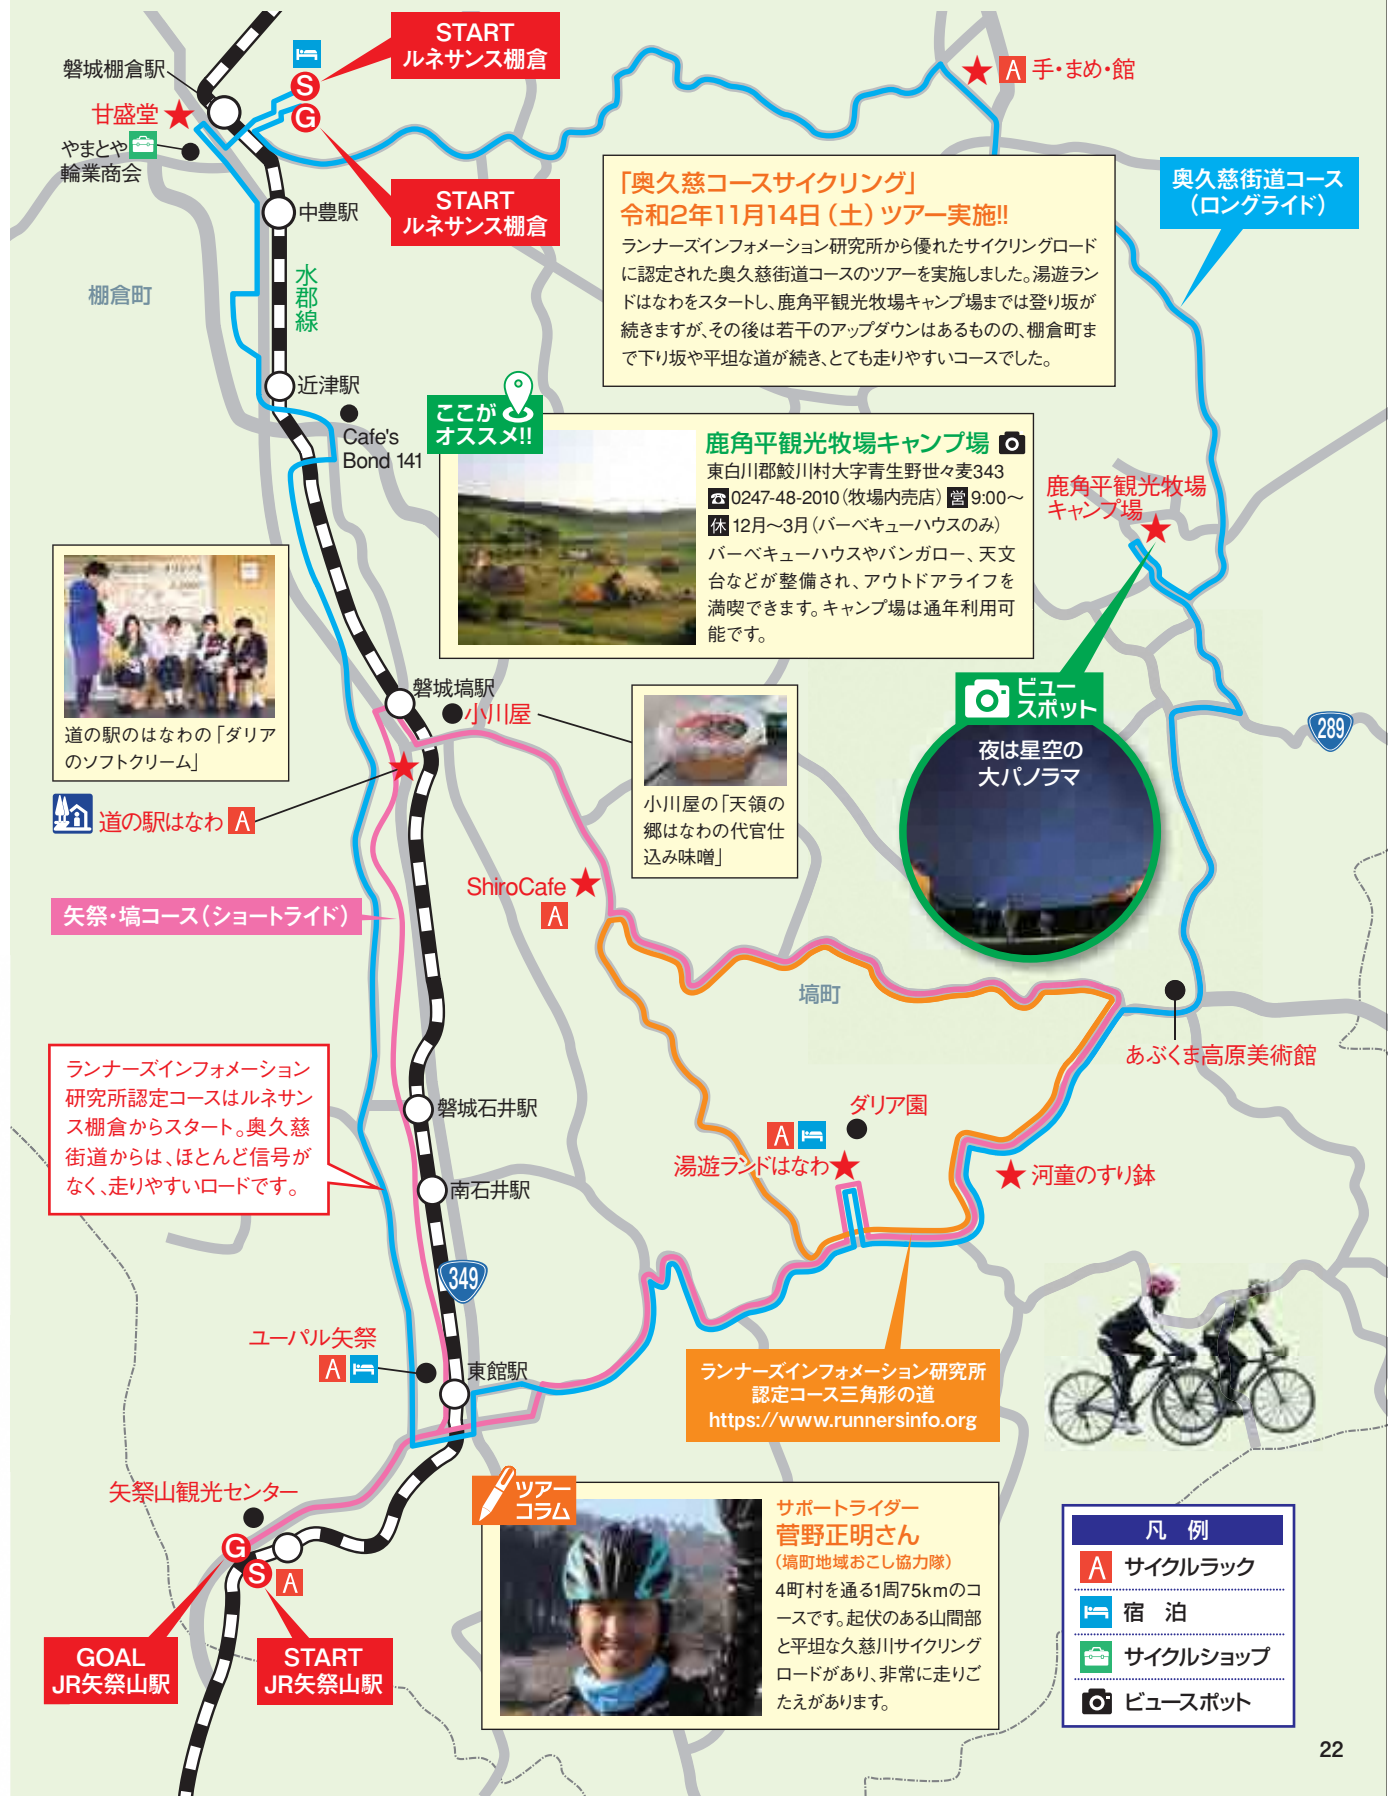 START
ルネサンス棚倉
磐城棚倉駅
S
G
甘盛堂
やまとや
輪業商会
START
ルネサンス棚倉
中豊駅
水郡線
棚倉町
近津駅
Cafe's
Bond 141
A 手・まめ・館
「奥久慈コースサイクリング」
令和2年11月14日（土）ツアー実施!!
ランナーズインフォメーション研究所から優れたサイクリングロード
に認定された奥久慈街道コースのツアーを実施しました。湯遊ラン
ドはなわをスタートし、鹿角平観光牧場キャンプ場までは登り坂が
続きますが、その後は若干のアップダウンはあるものの、棚倉町ま
で下り坂や平坦な道が続き、とても走りやすいコースでした。
奥久慈街道コース
（ロングライド）
ここが
オススメ!!
鹿角平観光牧場キャンプ場
東白川郡鮫川村大字青生野世々麦343
☎0247-48-2010（牧場内売店）営9:00〜
休12月〜3月（バーベキューハウスのみ）
バーベキューハウスやバンガロー、天文
台などが整備され、アウトドアライフを
満喫できます。キャンプ場は通年利用可
能です。
鹿角平観光牧場
キャンプ場
ビュー
スポット
夜は星空の
大パノラマ
289
道の駅のはなわの「ダリア
のソフトクリーム」
道の駅はなわ A
磐城塙駅
小川屋
小川屋の「天領の
郷はなわの代官仕
込み味噌」
ShiroCafe
A
矢祭・塙コース（ショートライド）
塙町
あぶくま高原美術館
ランナーズインフォメーション
研究所認定コースはルネサン
ス棚倉からスタート。奥久慈
街道からは、ほとんど信号が
なく、走りやすいロードです。
磐城石井駅
南石井駅
349
ダリア園
A
湯遊ランドはなわ
河童のすり鉢
ユーパル矢祭
A
東館駅
ランナーズインフォメーション研究所
認定コース三角形の道
https://www.runnersinfo.org
矢祭山観光センター
G
S
A
GOAL
JR矢祭山駅
START
JR矢祭山駅
ツアー
コラム
サポートライダー
菅野正明さん
（塙町地域おこし協力隊）
4町村を通る1周75kmのコ
ースです。起伏のある山間部
と平坦な久慈川サイクリング
ロードがあり、非常に走りご
たえがあります。
凡 例
A サイクルラック
宿 泊
サイクルショップ
ビュースポット
22